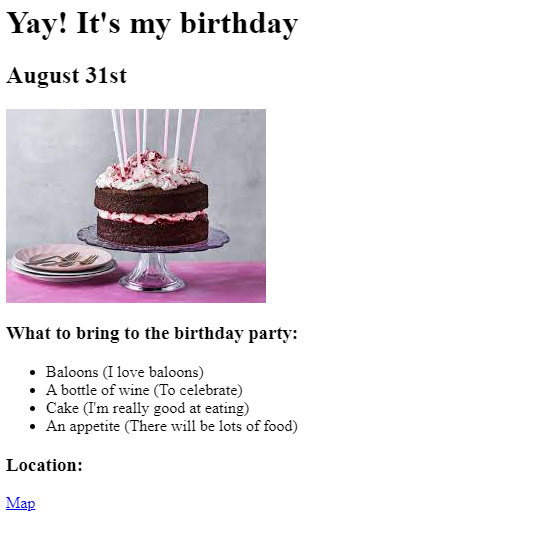 Yay! It's my birthday
August 31st
What to bring to the birthday party:
Baloons (I love baloons)
A bottle of wine (To celebrate)
Cake (I'm really good at eating)
An appetite (There will be lots of food)
Location:
Map